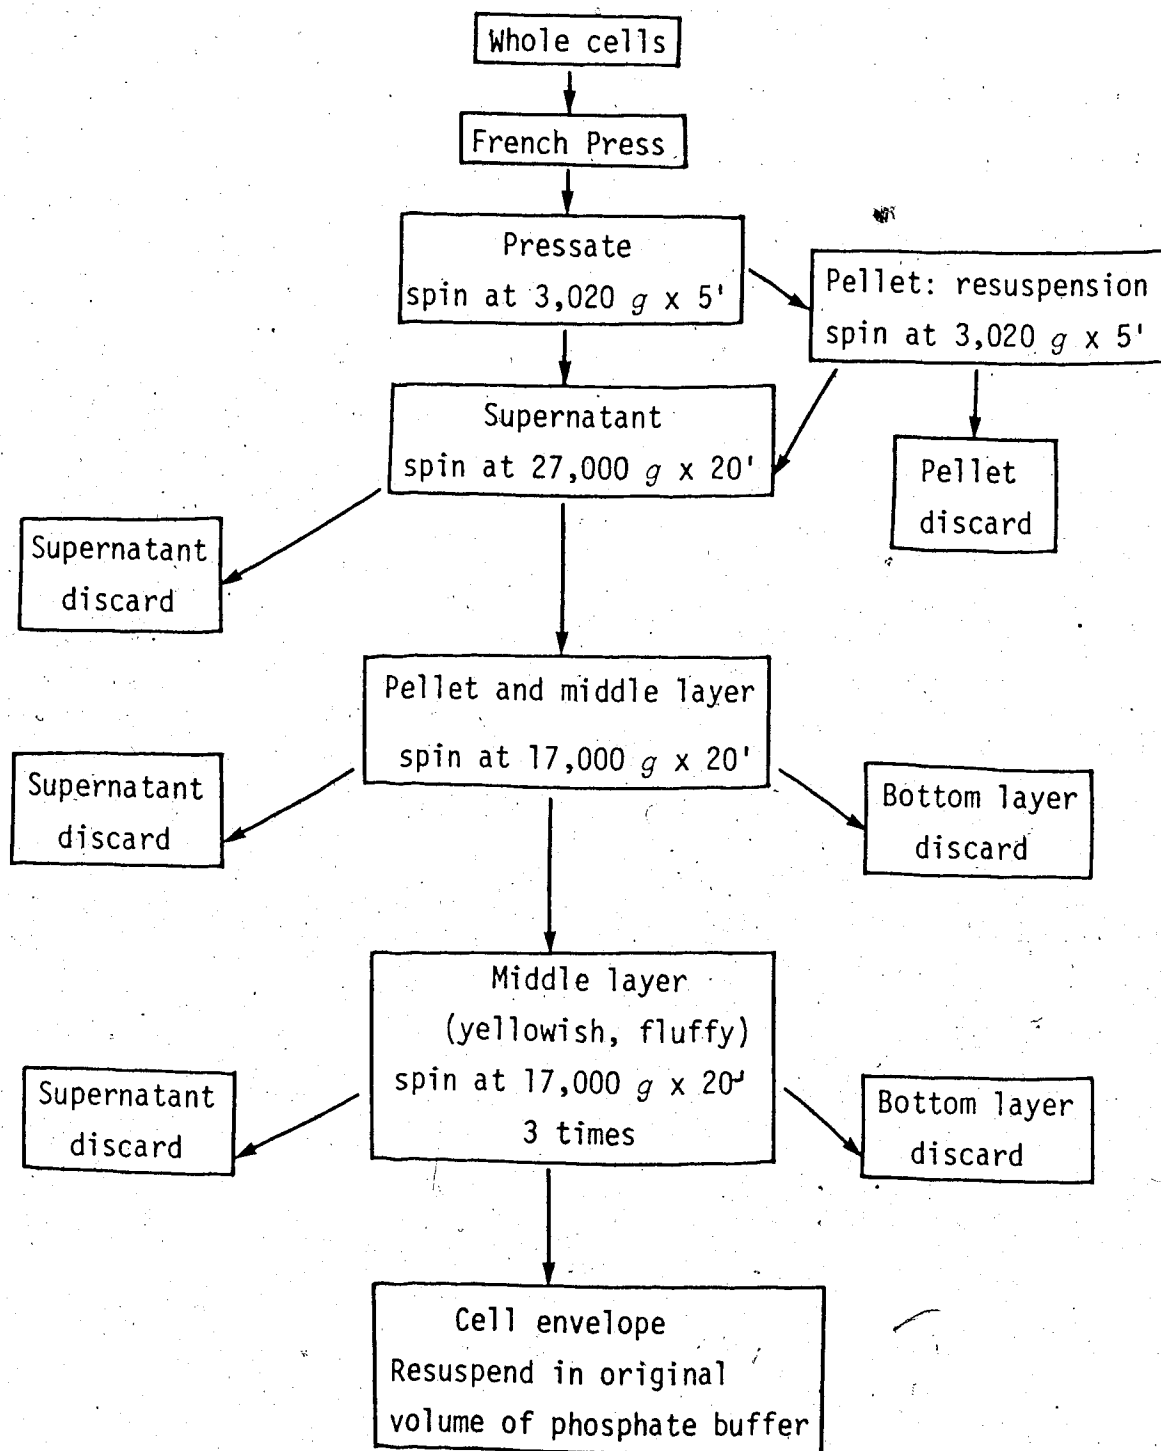 Whole cells
French Press
Pressate
spin at 3,020 g x 5'
Pellet: resuspension
spin at 3,020 g x 5'
Supernatant
spin at 27,000 g x 20'
Pellet
discard
Supernatant
discard
Pellet and middle layer
spin at 17,000 g x 20'
Supernatant
discard
Bottom layer
discard
Middle layer
(yellowish, fluffy)
spin at 17,000 g x 20'
3 times
Supernatant
discard
Bottom layer
discard
Cell envelope
Resuspend in original
volume of phosphate buffer